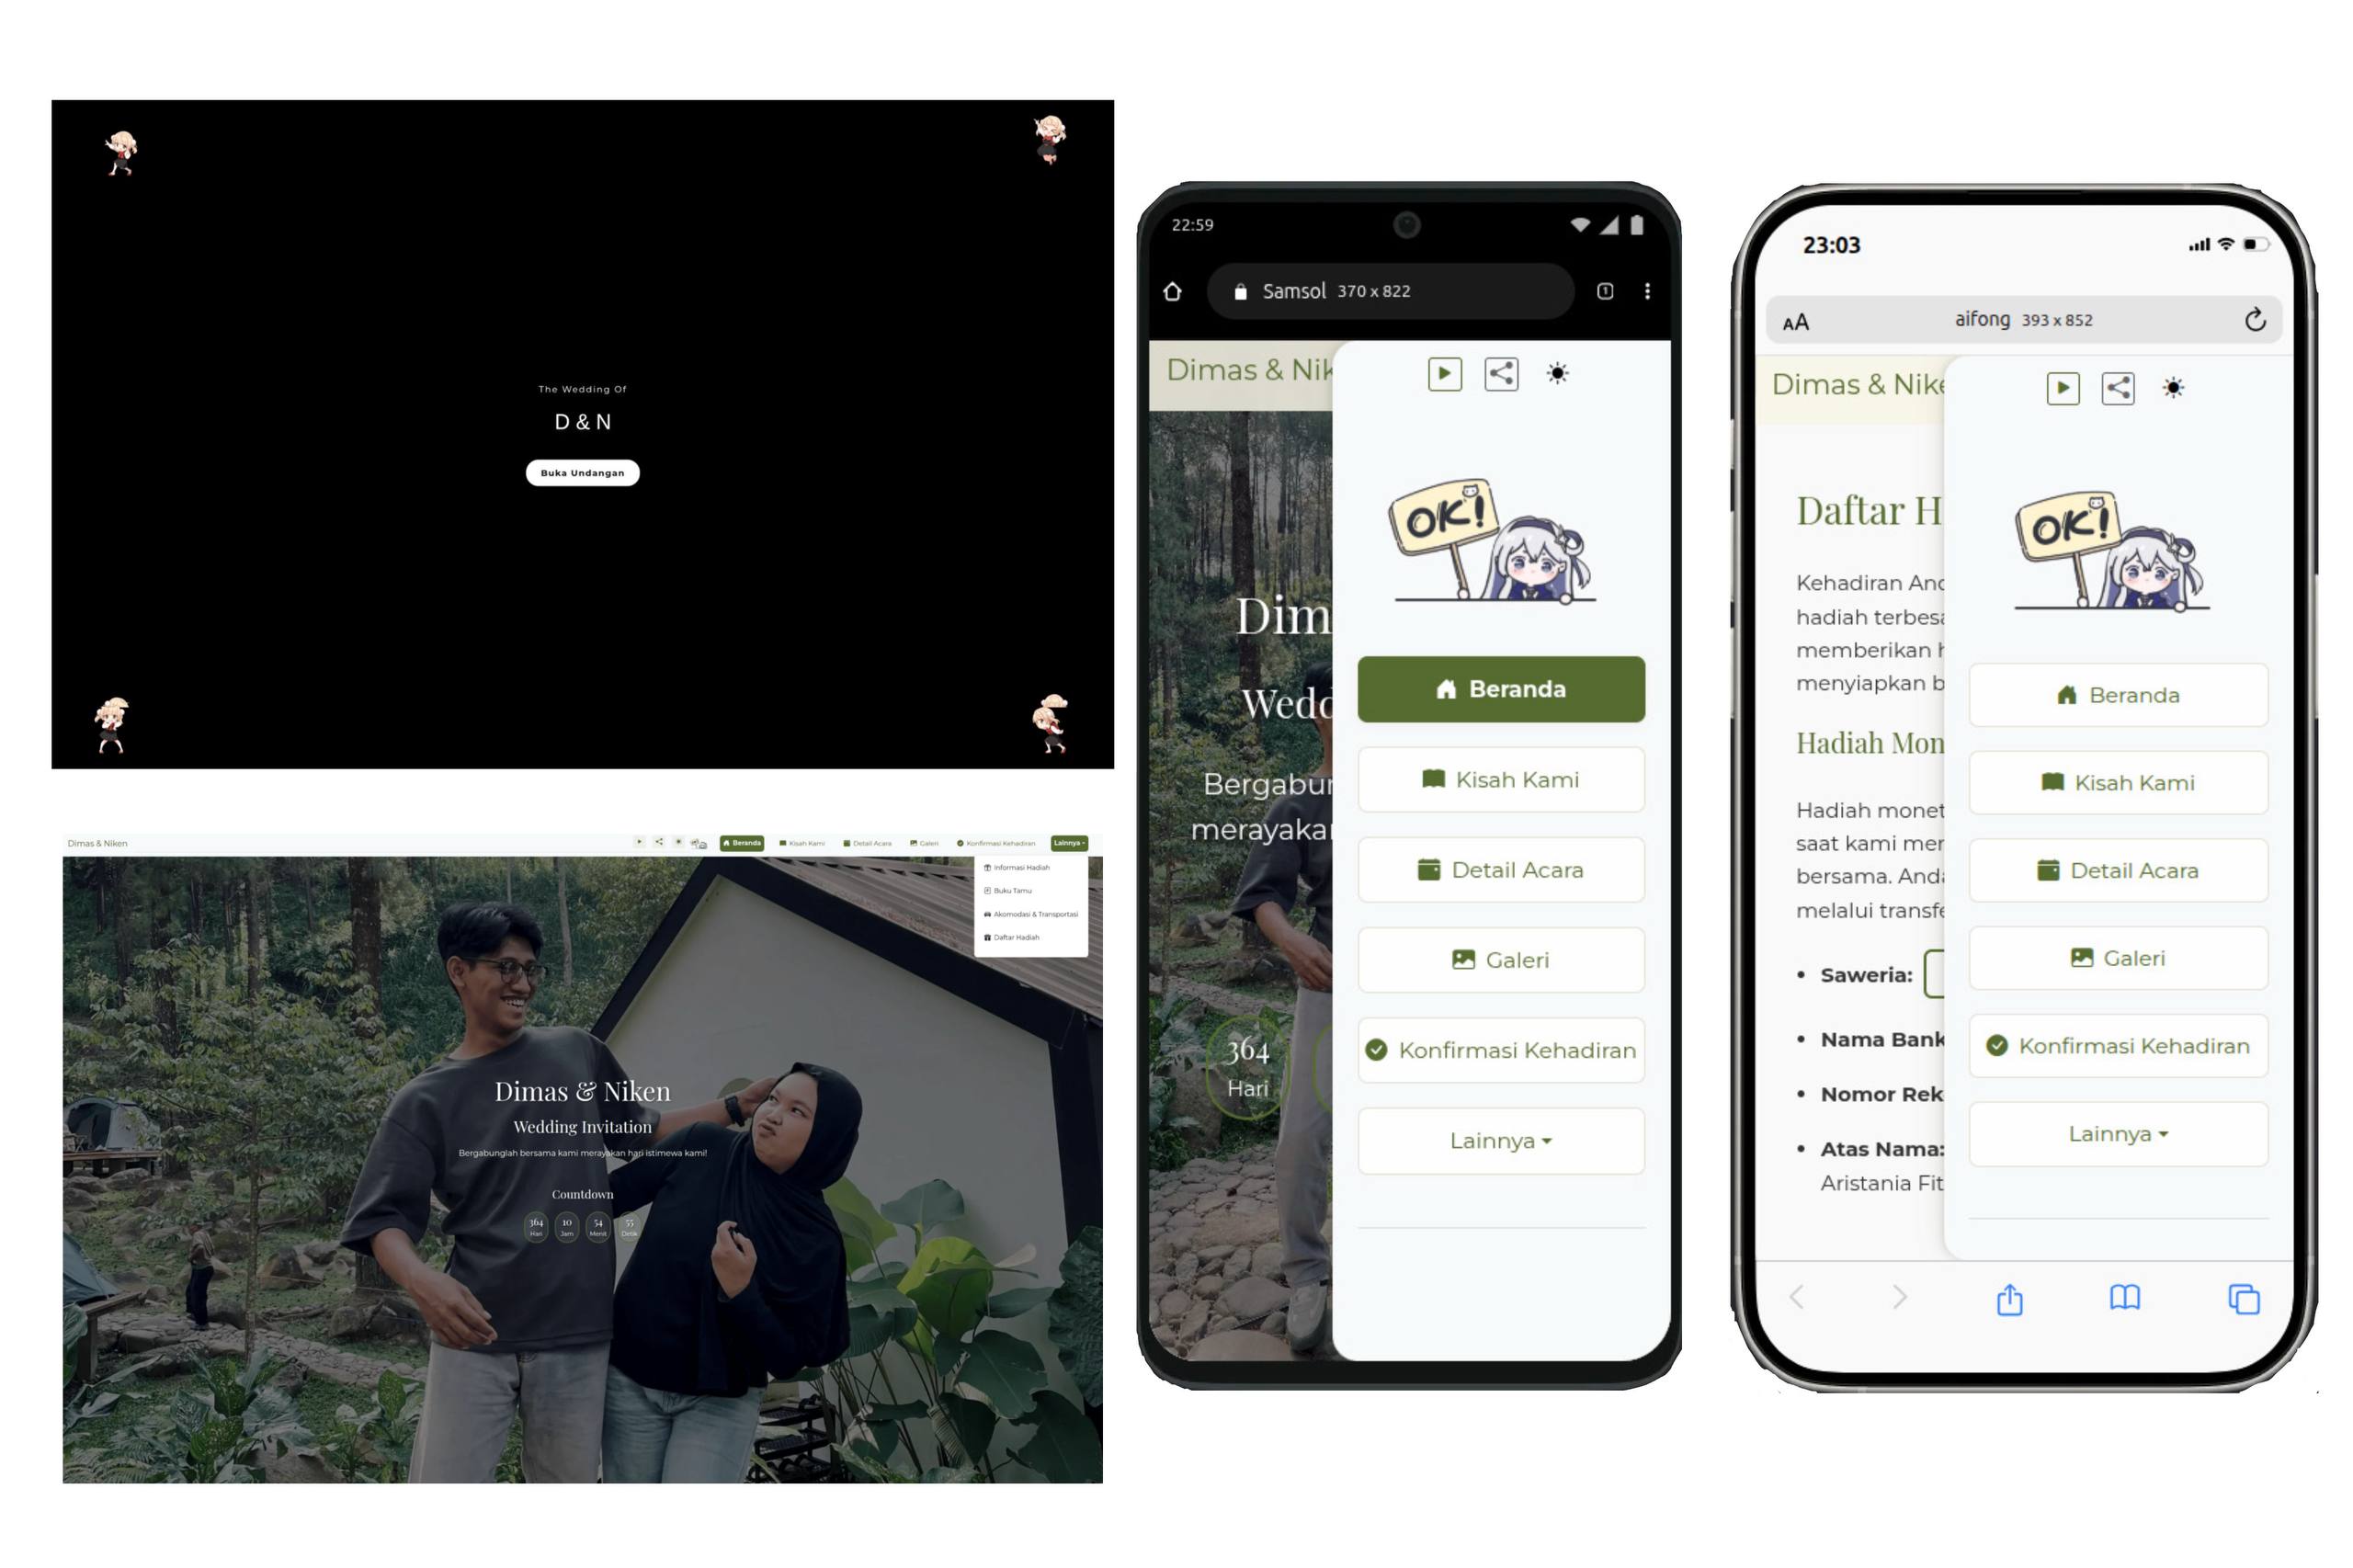 The Wedding Of
D & N
Buka Undangan
Dimas & Niken
Beranda
Kisah Kami
Detail Acara
Galeri
Konfirmasi Kehadiran
Lainnya
Informasi Hadiah
Buku Tamu
Akomodasi & Transportasi
Daftar Hadiah
Dimas & Niken
Wedding Invitation
Bergabunglah bersama kami merayakan hari istimewa kami!
Countdown
364 10 54 55
Hari Jam Menit Detik
22:59
Samsol 370 x 822
1
Dimas & Nik
OK!
Dim
Wedd
Bergabun
merayakan
364
Hari
Beranda
Kisah Kami
Detail Acara
Galeri
Konfirmasi Kehadiran
Lainnya
23:03
AA aifong 393 x 852
Dimas & Nike
OK!
Daftar H
Kehadiran And
hadiah terbesa
memberikan h
menyiapkan b
Hadiah Mon
Hadiah monet
saat kami mer
bersama. Anda
melalui transfe
• Saweria:
• Nama Bank
• Nomor Rek
• Atas Nama:
Aristania Fit
Beranda
Kisah Kami
Detail Acara
Galeri
Konfirmasi Kehadiran
Lainnya